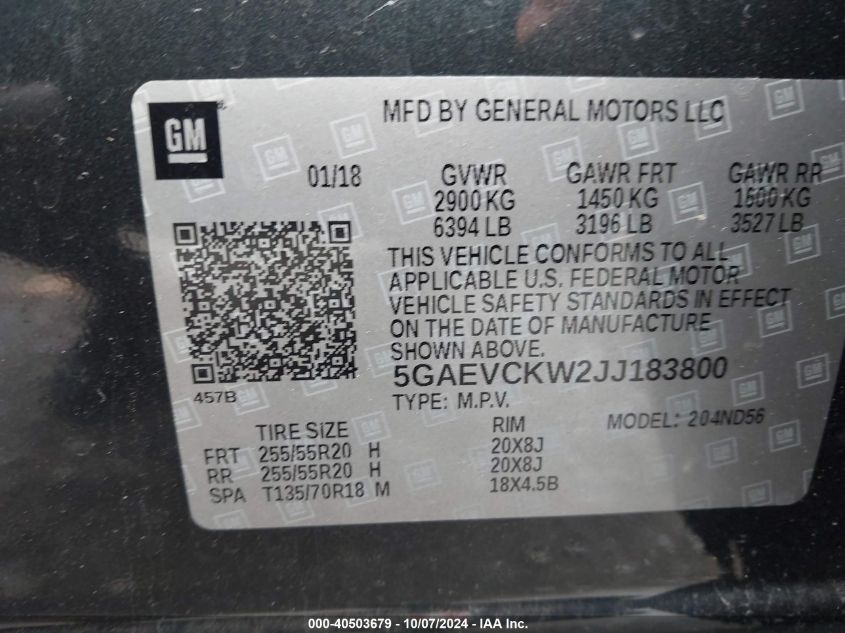 GM
MFD BY GENERAL MOTORS LLC
01/18
GVWR GAWR FRT GAWR RR
2900 KG 1450 KG 1600 KG
6394 LB 3196 LB 3527 LB
THIS VEHICLE CONFORMS TO ALL
APPLICABLE U.S. FEDERAL MOTOR
VEHICLE SAFETY STANDARDS IN EFFECT
ON THE DATE OF MANUFACTURE
SHOWN ABOVE.
457B
5GAEVCKW2JJ183800
TYPE: M.P.V.
MODEL: 204ND56
TIRE SIZE RIM
FRT 255/55R20 H 20X8J
RR 255/55R20 H 20X8J
SPA T135/70R18 M 18X4.5B
000-40503679 - 10/07/2024 - IAA Inc.